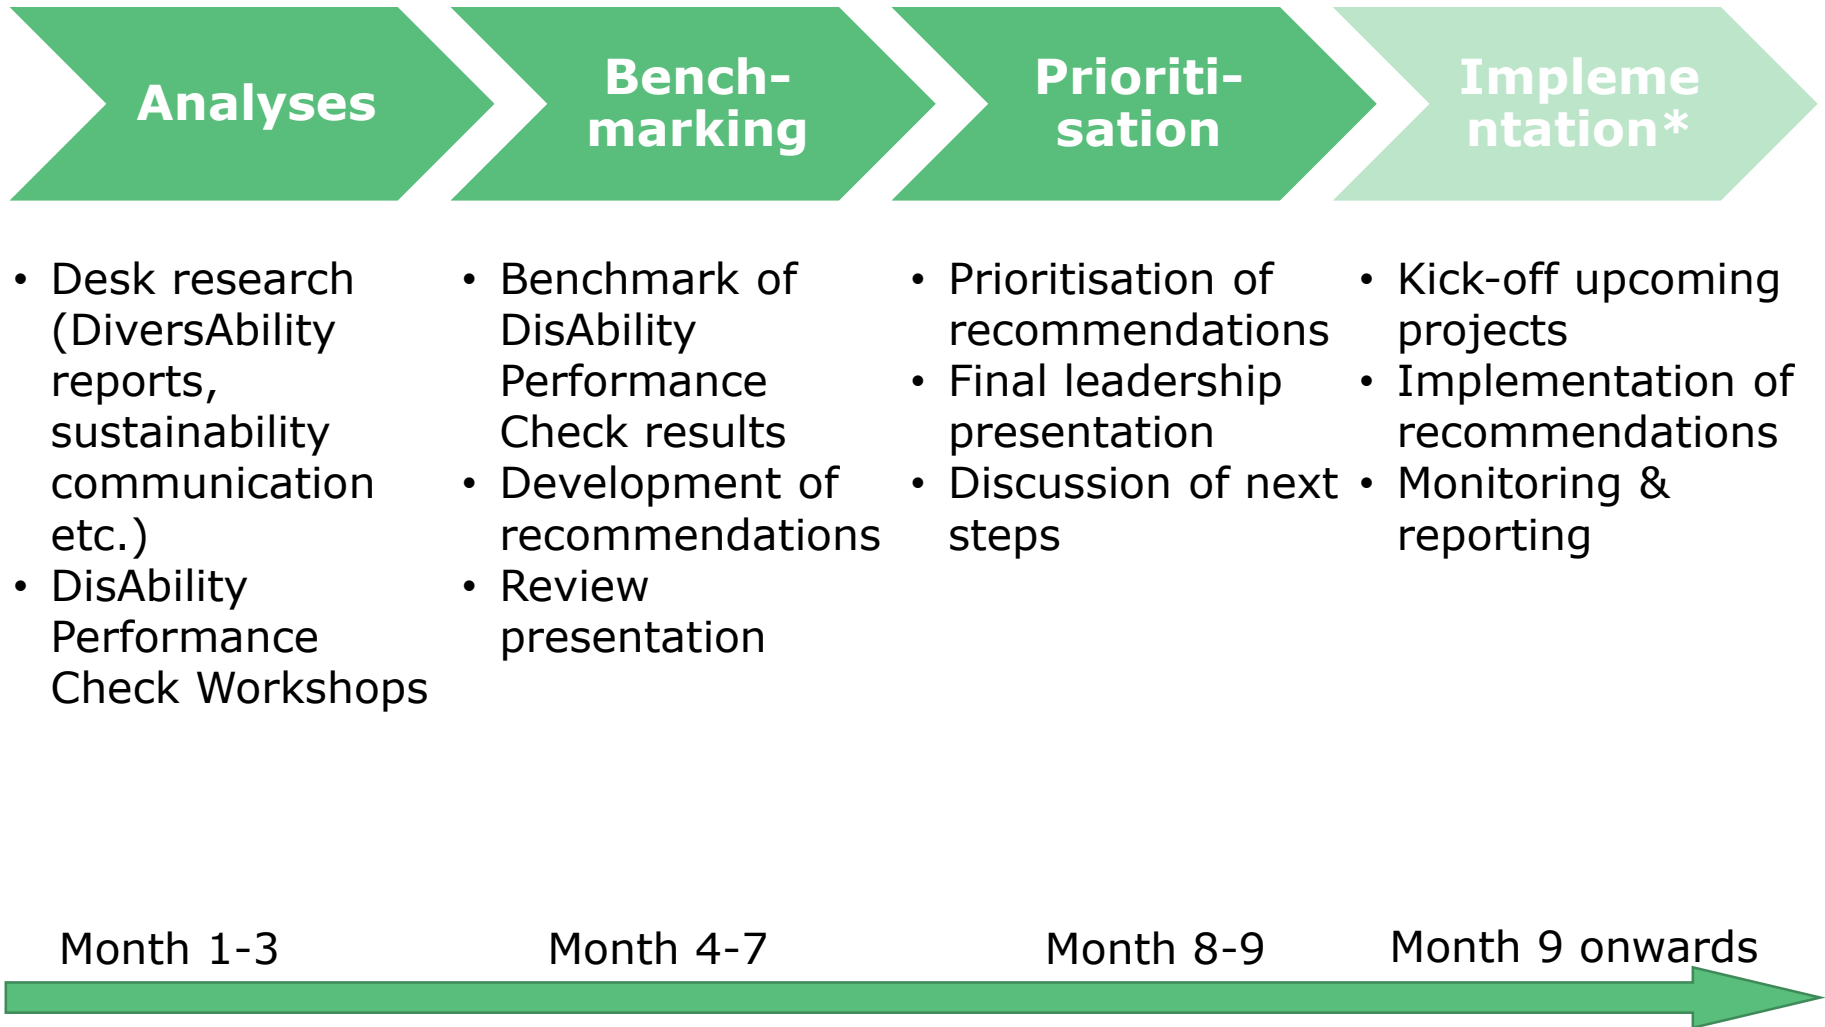 Analyses
Bench-
marking
Prioriti-
sation
Impleme
ntation*
• Desk research
(DiversAbility
reports,
sustainability
communication
etc.)
• DisAbility
Performance
Check Workshops
• Benchmark of
DisAbility
Performance
Check results
• Development of
recommendations
• Review
presentation
• Prioritisation of
recommendations
• Final leadership
presentation
• Discussion of next
steps
• Kick-off upcoming
projects
• Implementation of
recommendations
• Monitoring &
reporting
Month 1-3
Month 4-7
Month 8-9
Month 9 onwards